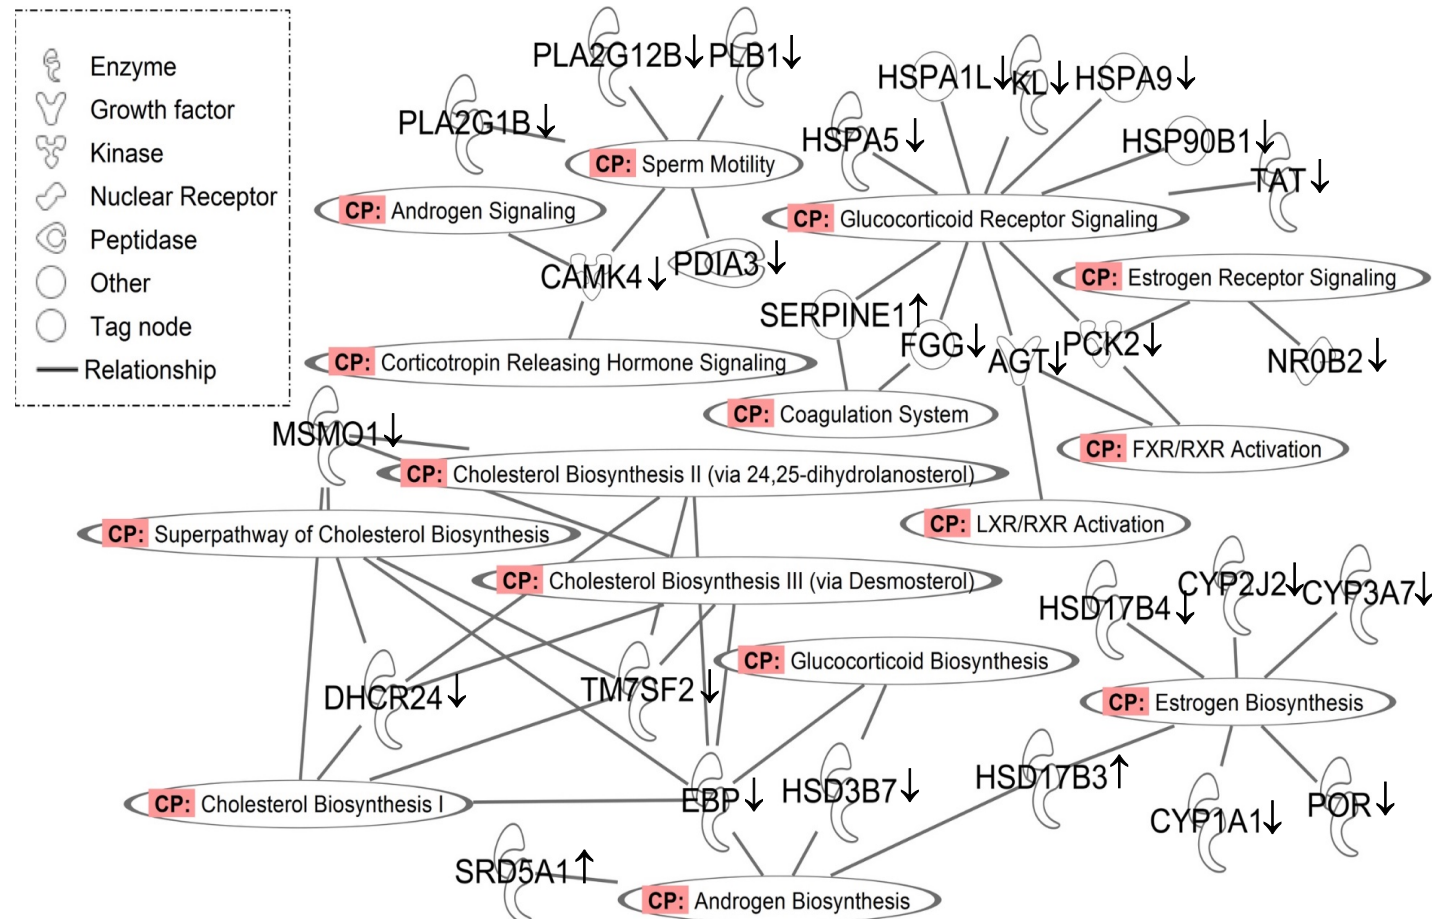 Enzyme
Growth factor
Kinase
Nuclear Receptor
Peptidase
Other
Tag node
Relationship
PLA2G12B↓ PLB1↓
PLA2G1B↓
CP: Sperm Motility
CP: Androgen Signaling
CAMK4↓ PDIA3↓
CP: Corticotropin Releasing Hormone Signaling
HSPA1L↓ KL↓ HSPA9↓
HSPA5↓ HSP90B1↓
TAT↓
CP: Glucocorticoid Receptor Signaling
CP: Estrogen Receptor Signaling
SERPINE1↑
FGG↓ AGT↓ PCK2↓ NR0B2↓
CP: Coagulation System
CP: FXR/RXR Activation
CP: LXR/RXR Activation
MSMO1↓
CP: Cholesterol Biosynthesis II (via 24,25-dihydrolanosterol)
CP: Superpathway of Cholesterol Biosynthesis
CP: Cholesterol Biosynthesis III (via Desmosterol)
CP: Glucocorticoid Biosynthesis
DHCR24↓ TM7SF2↓
CP: Cholesterol Biosynthesis I
EBP↓ HSD3B7↓ HSD17B3↑
SRD5A1↑
CP: Androgen Biosynthesis
HSD17B4↓ CYP2J2↓ CYP3A7↓
CP: Estrogen Biosynthesis
CYP1A1↓ POR↓